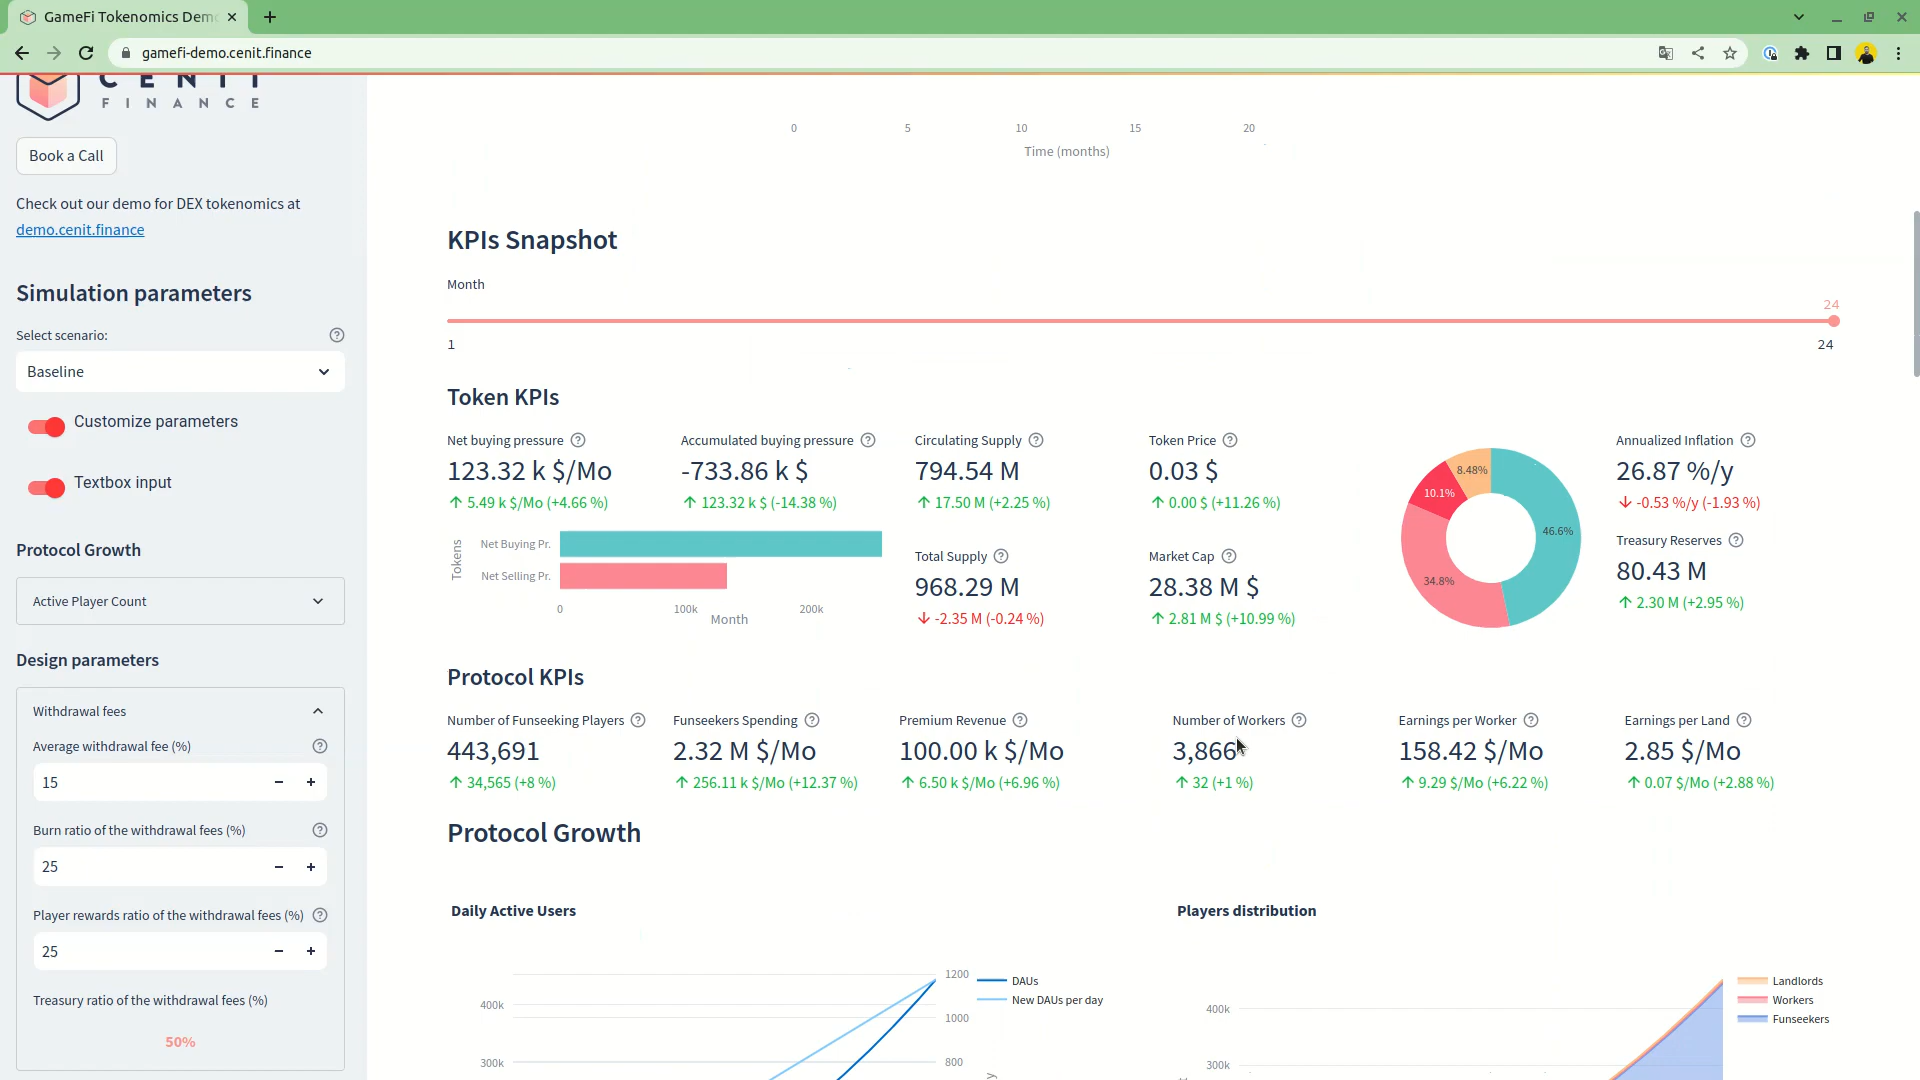 GameFi Tokenomics Demo
gamefi-demo.cenit.finance
CENIT
FINANCE
Book a Call
Check out our demo for DEX tokenomics at
demo.cenit.finance
Simulation parameters
Select scenario:
Baseline
Customize parameters
Textbox input
Protocol Growth
Active Player Count
Design parameters
Withdrawal fees
Average withdrawal fee (%)
15
Burn ratio of the withdrawal fees (%)
25
Player rewards ratio of the withdrawal fees (%)
25
Treasury ratio of the withdrawal fees (%)
50%
0 5 10 15 20
Time (months)
KPIs Snapshot
Month
24
1 24
Token KPIs
Net buying pressure
123.32 k $/Mo
↑ 5.49 k $/Mo (+4.66 %)
Accumulated buying pressure
-733.86 k $
↑ 123.32 k $ (-14.38 %)
Circulating Supply
794.54 M
↑ 17.50 M (+2.25 %)
Token Price
0.03 $
↑ 0.00 $ (+11.26 %)
Tokens
Net Buying Pr.
Net Selling Pr.
0 100k 200k
Month
Total Supply
968.29 M
↓ -2.35 M (-0.24 %)
Market Cap
28.38 M $
↑ 2.81 M $ (+10.99 %)
8.48%
10.1%
46.6%
34.8%
Annualized Inflation
26.87 %/y
↓ -0.53 %/y (-1.93 %)
Treasury Reserves
80.43 M
↑ 2.30 M (+2.95 %)
Protocol KPIs
Number of Funseeking Players
443,691
↑ 34,565 (+8 %)
Funseekers Spending
2.32 M $/Mo
↑ 256.11 k $/Mo (+12.37 %)
Premium Revenue
100.00 k $/Mo
↑ 6.50 k $/Mo (+6.96 %)
Number of Workers
3,866
↑ 32 (+1 %)
Earnings per Worker
158.42 $/Mo
↑ 9.29 $/Mo (+6.22 %)
Earnings per Land
2.85 $/Mo
↑ 0.07 $/Mo (+2.88 %)
Protocol Growth
Daily Active Users
400k
300k
1200
1000
800
DAUs
New DAUs per day
Players distribution
400k
300k
Landlords
Workers
Funseekers